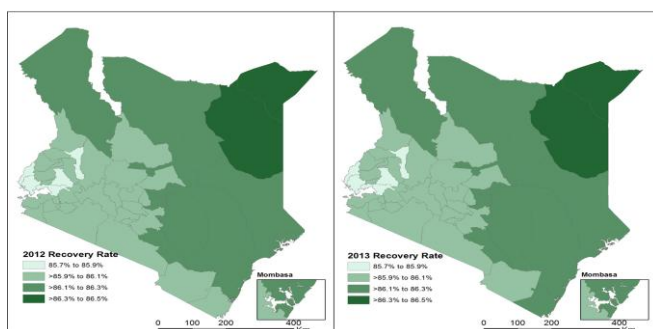 2012 Recovery Rate
85.7% to 85.9%
>85.9% to 86.1%
>86.1% to 86.3%
>86.3% to 86.5%
Mombasa
0 100 200 400
Km
2013 Recovery Rate
85.7% to 85.9%
>85.9% to 86.1%
>86.1% to 86.3%
>86.3% to 86.5%
Mombasa
0 100 200 400
Km